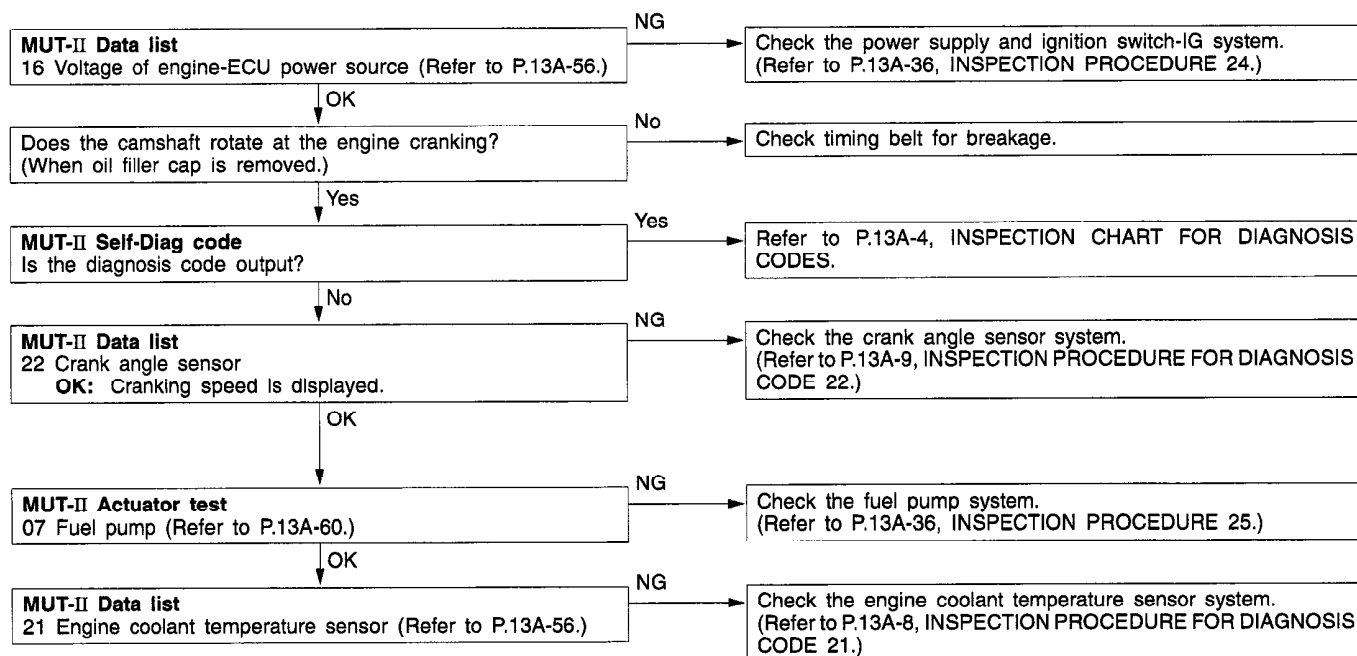 MUT-II Data list
16 Voltage of engine-ECU power source (Refer to P.13A-56.)
NG
Check the power supply and ignition switch-IG system.
(Refer to P.13A-36, INSPECTION PROCEDURE 24.)
OK
Does the camshaft rotate at the engine cranking?
(When oil filler cap is removed.)
No
Check timing belt for breakage.
Yes
MUT-II Self-Diag code
Is the diagnosis code output?
Yes
Refer to P.13A-4, INSPECTION CHART FOR DIAGNOSIS
CODES.
No
MUT-II Data list
22 Crank angle sensor
OK: Cranking speed is displayed.
NG
Check the crank angle sensor system.
(Refer to P.13A-9, INSPECTION PROCEDURE FOR DIAGNOSIS
CODE 22.)
OK
MUT-II Actuator test
07 Fuel pump (Refer to P.13A-60.)
NG
Check the fuel pump system.
(Refer to P.13A-36, INSPECTION PROCEDURE 25.)
OK
MUT-II Data list
21 Engine coolant temperature sensor (Refer to P.13A-56.)
NG
Check the engine coolant temperature sensor system.
(Refer to P.13A-8, INSPECTION PROCEDURE FOR DIAGNOSIS
CODE 21.)